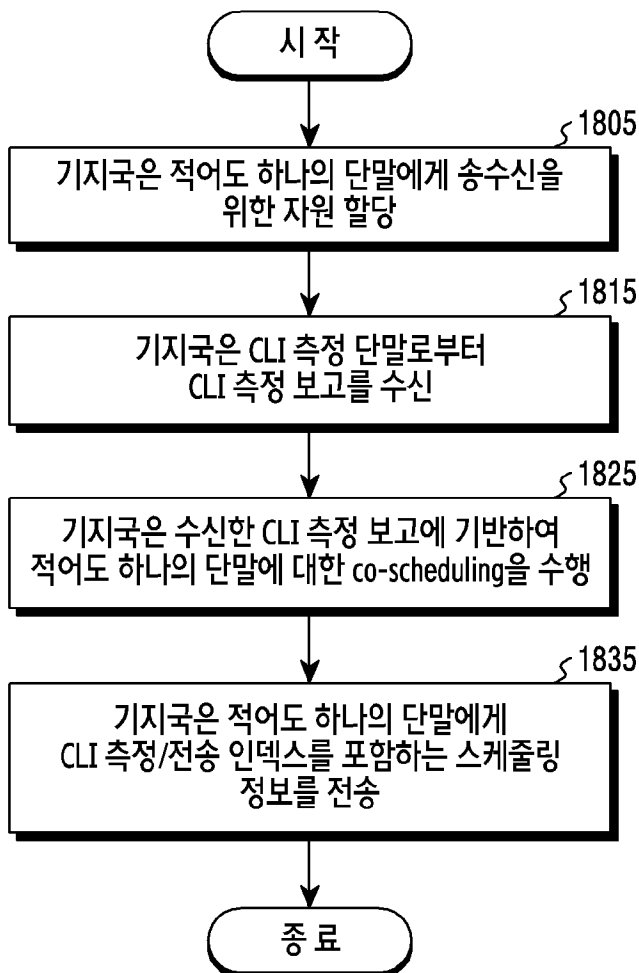 시 작
1805
기지국은 적어도 하나의 단말에게 송수신을
위한 자원 할당
1815
기지국은 CLI 측정 단말로부터
CLI 측정 보고를 수신
1825
기지국은 수신한 CLI 측정 보고에 기반하여
적어도 하나의 단말에 대한 co-scheduling을 수행
1835
기지국은 적어도 하나의 단말에게
CLI 측정/전송 인덱스를 포함하는 스케줄링
정보를 전송
종 료